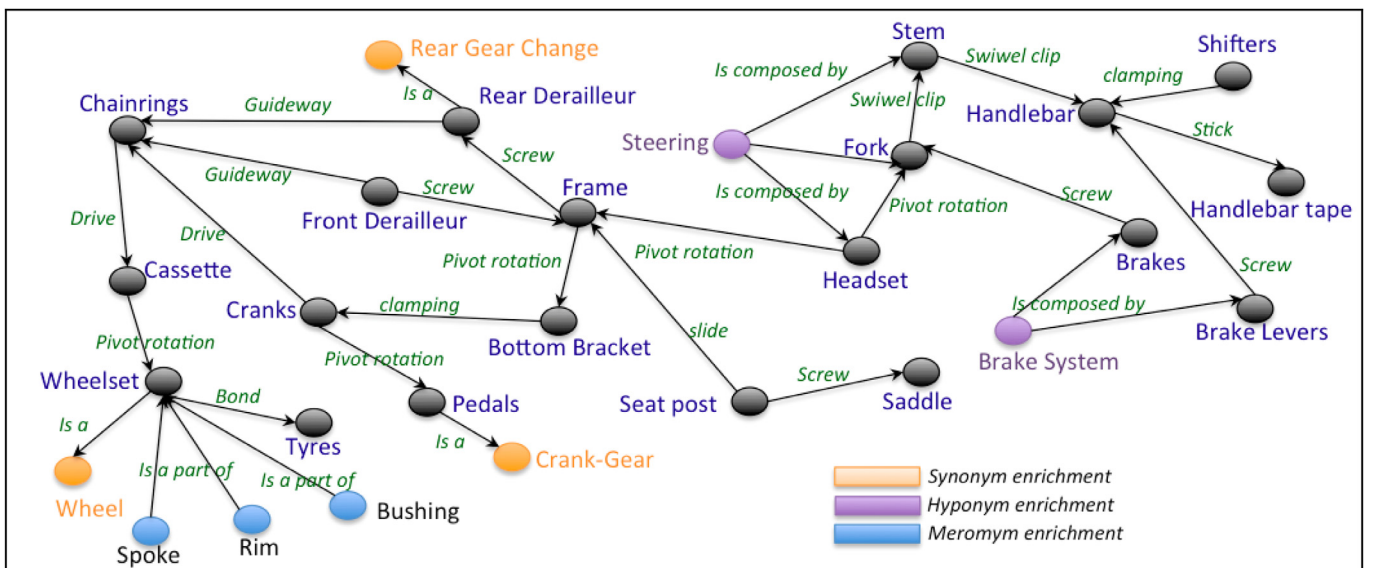 Stem
Shifters
Rear Gear Change
Swiwel clip
Is composed by
clamping
Is a
Rear Derailleur
Chainrings
Guideway
Swiwel clip
Handlebar
Stick
Steering
Fork
Screw
Guideway
Screw
Frame
Is composed by
Screw
Pivot rotation
Handlebar tape
Front Derailleur
Drive
Drive
Pivot rotation
Pivot rotation
Headset
Brakes
Screw
Cassette
Cranks
clamping
Is composed by
slide
Brake Levers
Pivot rotation
Bottom Bracket
Pivot rotation
Brake System
Wheelset
Screw
Bond
Pedals
Seat post
Saddle
Is a
Tyres
Is a
Crank-Gear
Is a part of
Is a part of
Synonym enrichment
Wheel
Bushing
Hyponym enrichment
Meromym enrichment
Spoke
Rim